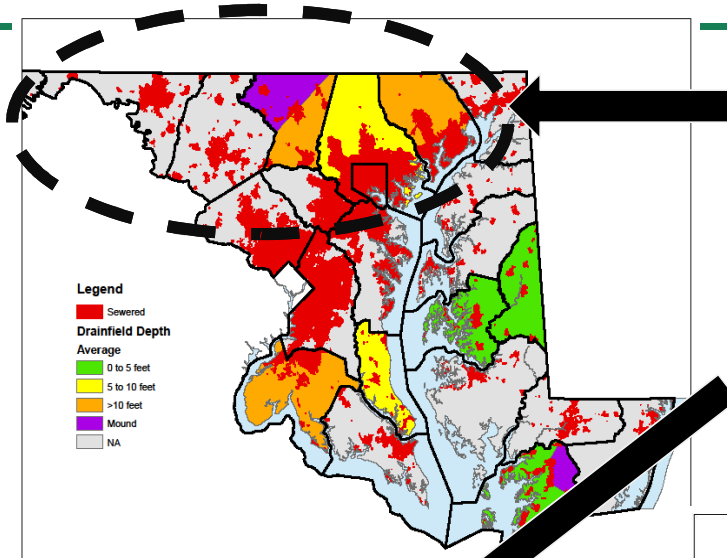 Legend
Sewered
Drainfield Depth
Average
0 to 5 feet
5 to 10 feet
>10 feet
Mound
NA